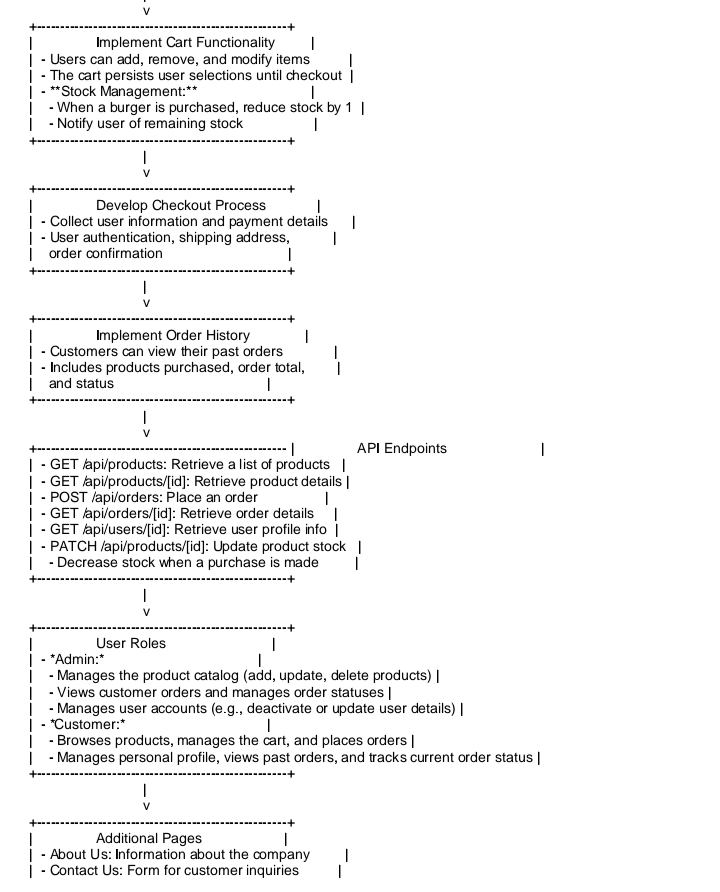 v
+------------------------------------------------------+
| Implement Cart Functionality |
| - Users can add, remove, and modify items |
| - The cart persists user selections until checkout |
| - **Stock Management:** |
| - When a burger is purchased, reduce stock by 1 |
| - Notify user of remaining stock |
+------------------------------------------------------+
|
v
+------------------------------------------------------+
| Develop Checkout Process |
| - Collect user information and payment details |
| - User authentication, shipping address, |
| order confirmation |
+------------------------------------------------------+
|
v
+------------------------------------------------------+
| Implement Order History |
| - Customers can view their past orders |
| - Includes products purchased, order total, |
| and status |
+------------------------------------------------------+
|
v
+------------------------------------------------------ | API Endpoints |
| - GET /api/products: Retrieve a list of products |
| - GET /api/products/[id]: Retrieve product details |
| - POST /api/orders: Place an order |
| - GET /api/orders/[id]: Retrieve order details |
| - GET /api/users/[id]: Retrieve user profile info |
| - PATCH /api/products/[id]: Update product stock |
| - Decrease stock when a purchase is made |
+------------------------------------------------------+
|
v
+------------------------------------------------------+
| User Roles |
| - *Admin:* |
| - Manages the product catalog (add, update, delete products) |
| - Views customer orders and manages order statuses |
| - Manages user accounts (e.g., deactivate or update user details) |
| - *Customer:* |
| - Browses products, manages the cart, and places orders |
| - Manages personal profile, views past orders, and tracks current order status |
+------------------------------------------------------+
|
v
+------------------------------------------------------+
| Additional Pages |
| - About Us: Information about the company |
| - Contact Us: Form for customer inquiries |